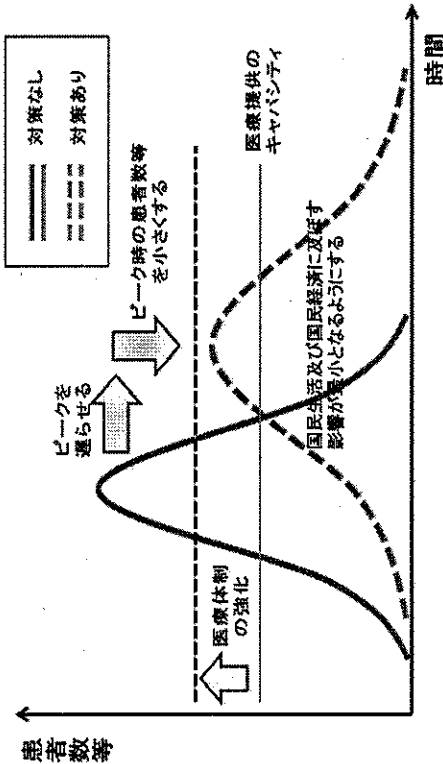 患者数等
対策なし
対策あり
ピークを
遅らせる
ピーク時の患者数等
を小さくする
医療体制
の強化
医療提供の
キャパシティ
国民生活及び国民経済に及ぼす
影響が最小となるようにする
時間